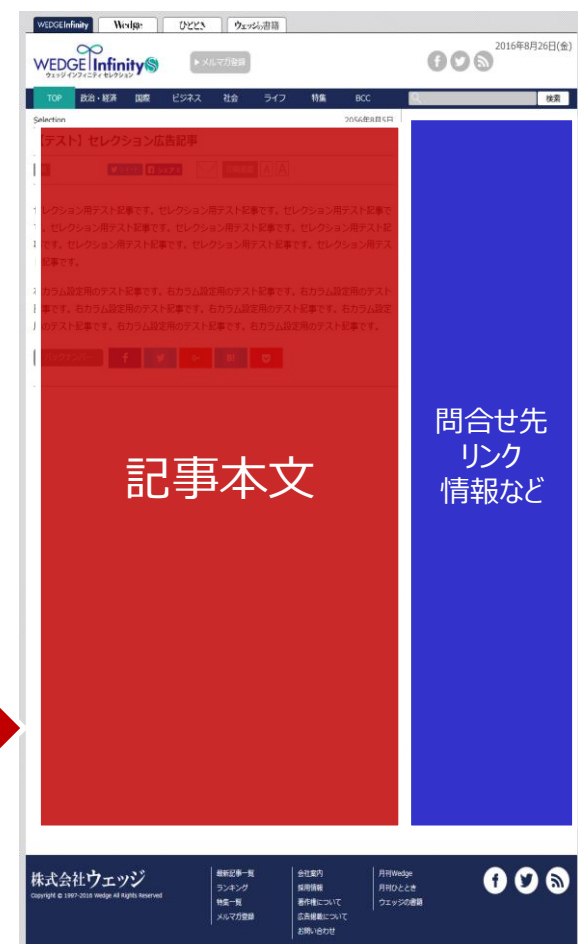 WEDGE Infinity Wedge ひととき ウェッジの書籍
2016年8月26日(金)
WEDGE Infinity S
ウェッジ インフィニティ セレクション
▶メルマガ登録
TOP 政治・経済 国際 ビジネス 社会 ライフ 特集 BCC 検索
Selection 2056年8月5日
【テスト】セレクション広告記事
レクション用テスト記事です。セレクション用テスト記事です。セレクション用テスト記事で
。セレクション用テスト記事です。セレクション用テスト記事です。セレクション用テスト記
です。セレクション用テスト記事です。セレクション用テスト記事です。セレクション用テス
記事です。
カラム設定用のテスト記事です。右カラム設定用のテスト記事です。右カラム設定用のテスト
事です。右カラム設定用のテスト記事です。右カラム設定用のテスト記事です。右カラム設定
のテスト記事です。右カラム設定用のテスト記事です。右カラム設定用のテスト記事です。
バックナンバー
記事本文
問合せ先
リンク
情報など
株式会社ウェッジ
Copyright © 1997-2016 Wedge All Rights Reserved
最新記事一覧
ランキング
特集一覧
メルマガ登録
会社案内
採用情報
著作権について
広告掲載について
お問い合わせ
月刊Wedge
月刊ひととき
ウェッジの書籍